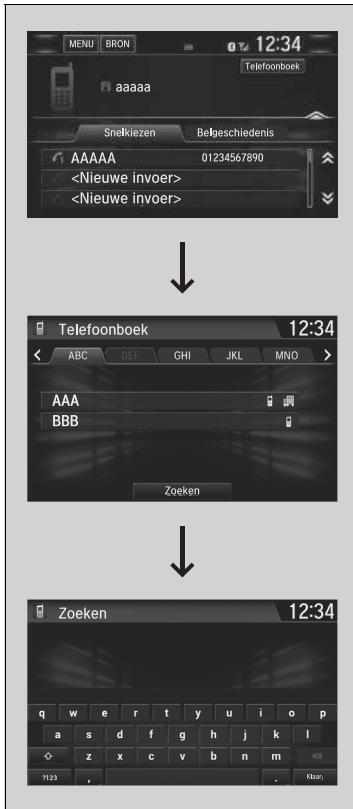 MENU BRON 12:34
Telefoonboek
aaaaa
Snelkiezen Belgeschiedenis
AAAAA 01234567890
<Nieuwe invoer>
<Nieuwe invoer>
Telefoonboek 12:34
ABC DEF GHI JKL MNO
AAA
BBB
Zoeken
Zoeken 12:34
q w e r t y u i o p
a s d f g h j k l
z x c v b n m
?123 , . Klaar